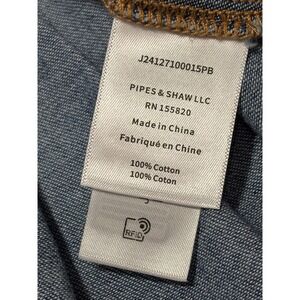 J24127100015PB
PIPES & SHAW LLC
RN 155820
Made in China
Fabriqué en Chine
100% Cotton
100% Coton
RFID